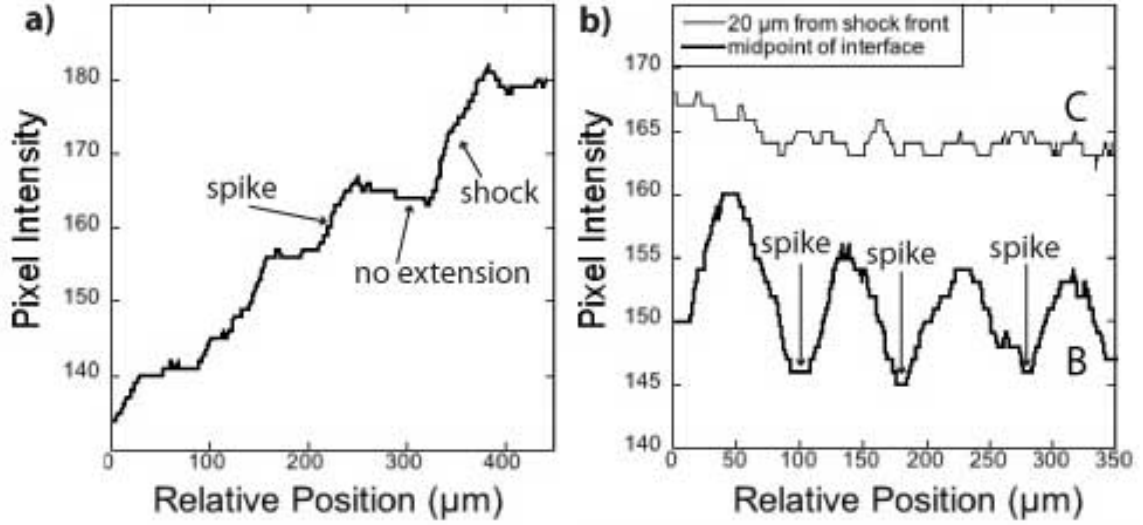 a)
Pixel Intensity
180
170
160
150
140
spike
shock
no extension
0 100 200 300 400
Relative Position (µm)
b)
20 µm from shock front
midpoint of interface
Pixel Intensity
170
165
160
155
150
145
140
C
spike spike spike
B
0 50 100 150 200 250 300 350
Relative Position (µm)